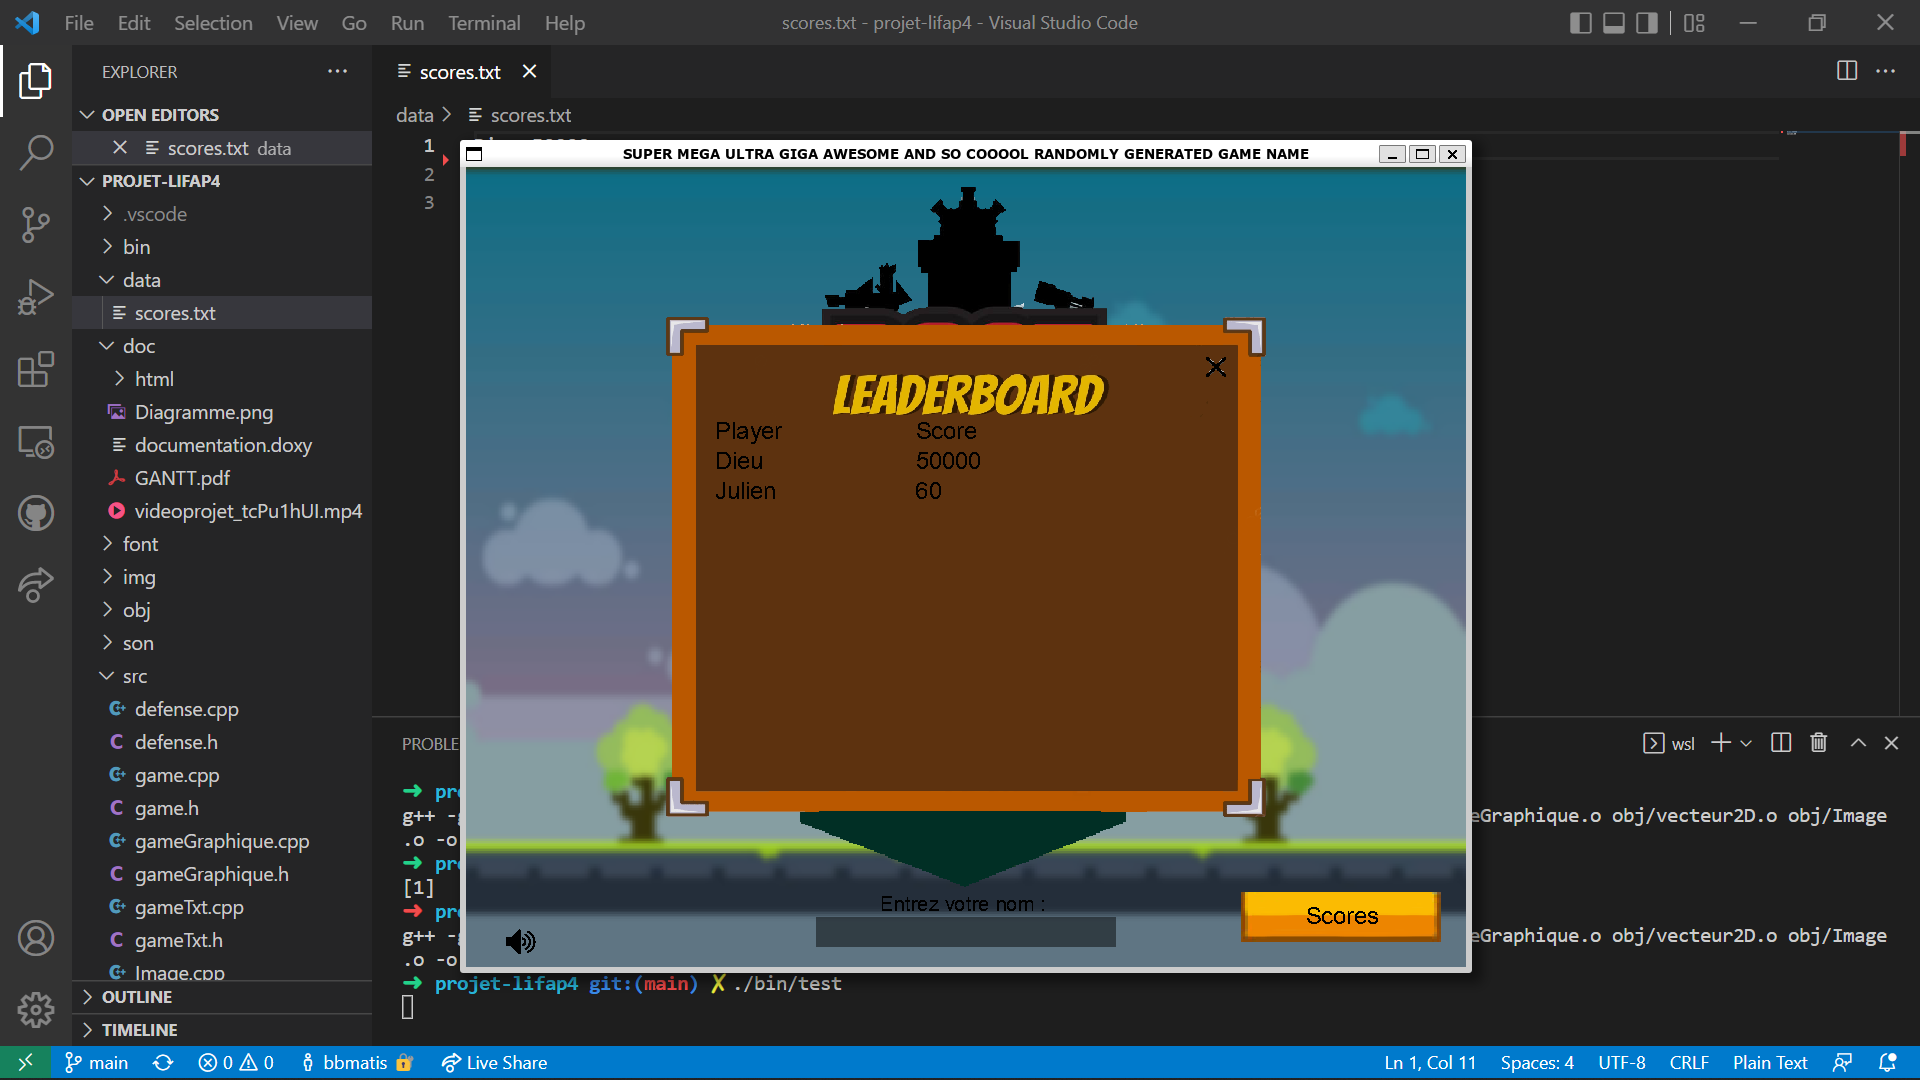 File Edit Selection View Go Run Terminal Help
scores.txt - projet-lifap4 - Visual Studio Code
EXPLORER
OPEN EDITORS
scores.txt data
PROJET-LIFAP4
.vscode
bin
data
scores.txt
doc
html
Diagramme.png
documentation.doxy
GANTT.pdf
videoprojet_tcPu1hUI.mp4
font
img
obj
son
src
defense.cpp
defense.h
game.cpp
game.h
gameGraphique.cpp
gameGraphique.h
gameTxt.cpp
gameTxt.h
Image.cpp
OUTLINE
TIMELINE
scores.txt
data > scores.txt
1
2
3
SUPER MEGA ULTRA GIGA AWESOME AND SO COOOOL RANDOMLY GENERATED GAME NAME
LEADERBOARD
Player Score
Dieu 50000
Julien 60
Entrez votre nom :
Scores
PROBLE
wsl
➜ pro
g++ -g
eGraphique.o obj/vecteur2D.o obj/Image
.o -o
➜ pro
[1]
➜ pro
g++ -g
eGraphique.o obj/vecteur2D.o obj/Image
.o -o
➜ projet-lifap4 git:(main) ✗ ./bin/test
main 0 0 bbmatis Live Share
Ln 1, Col 11 Spaces: 4 UTF-8 CRLF Plain Text